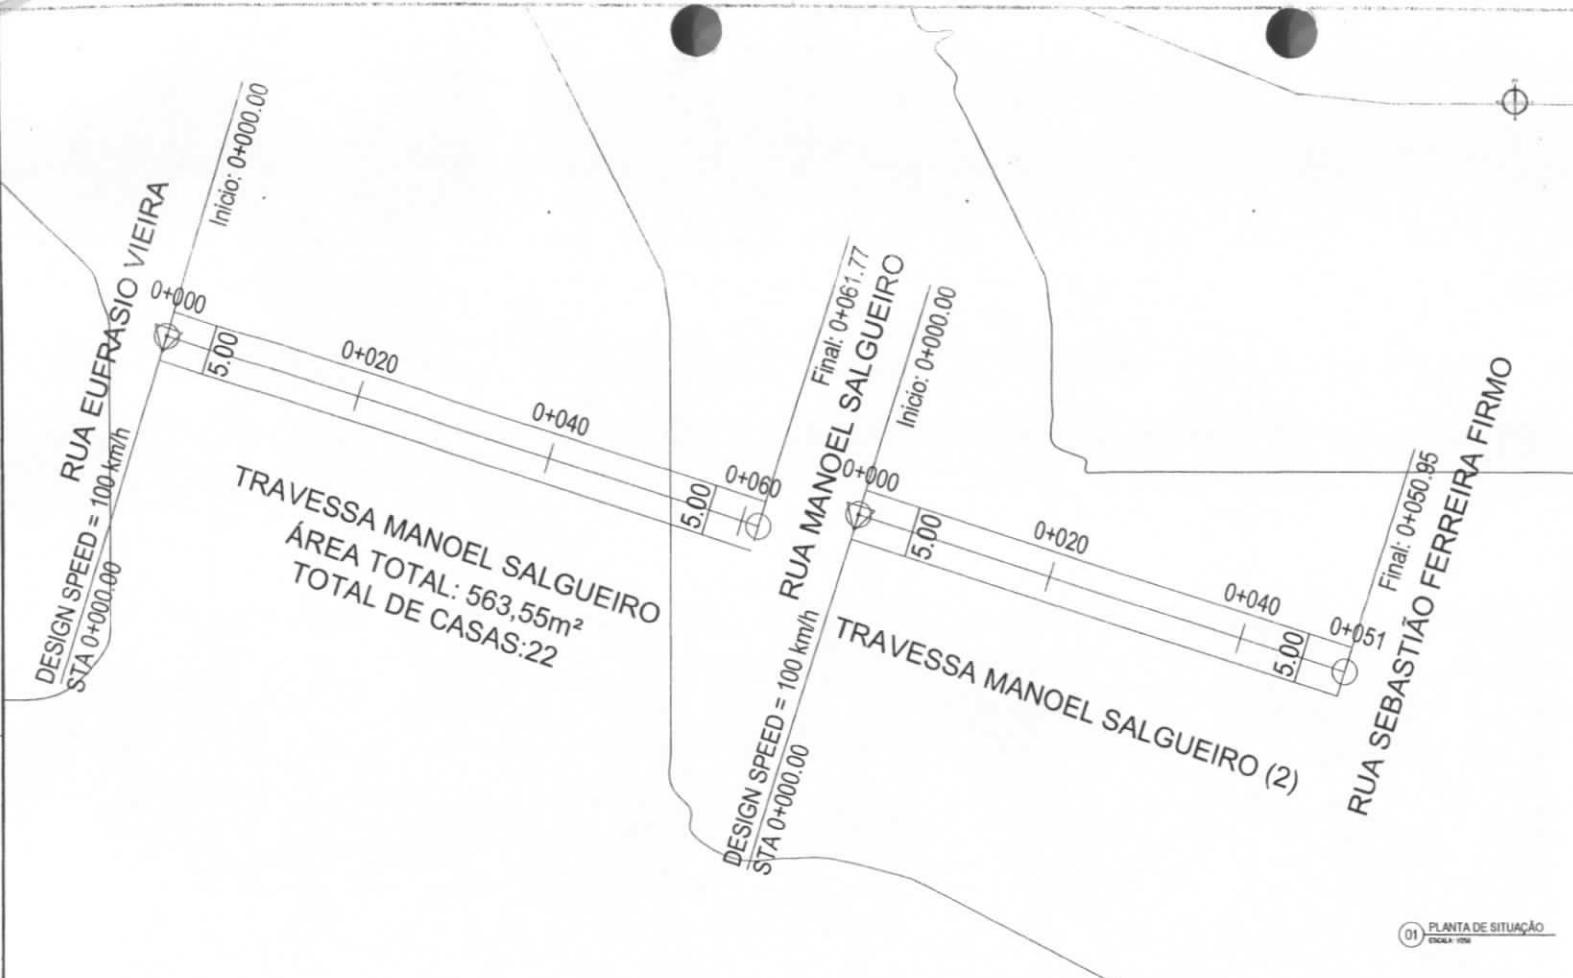 Inicio: 0+000.00
RUA EUFRASIO VIEIRA
0+000
5.00
0+020
0+040
0+060
5.00
DESIGN SPEED = 100 km/h
STA 0+000.00
TRAVESSA MANOEL SALGUEIRO
ÁREA TOTAL: 563,55m²
TOTAL DE CASAS:22
Final: 0+061.77
RUA MANOEL SALGUEIRO
Inicio: 0+000.00
0+000
5.00
0+020
0+040
0+051
5.00
DESIGN SPEED = 100 km/h
STA 0+000.00
TRAVESSA MANOEL SALGUEIRO (2)
Final: 0+050.95
RUA SEBASTIÃO FERREIRA FIRMO
01 PLANTA DE SITUAÇÃO